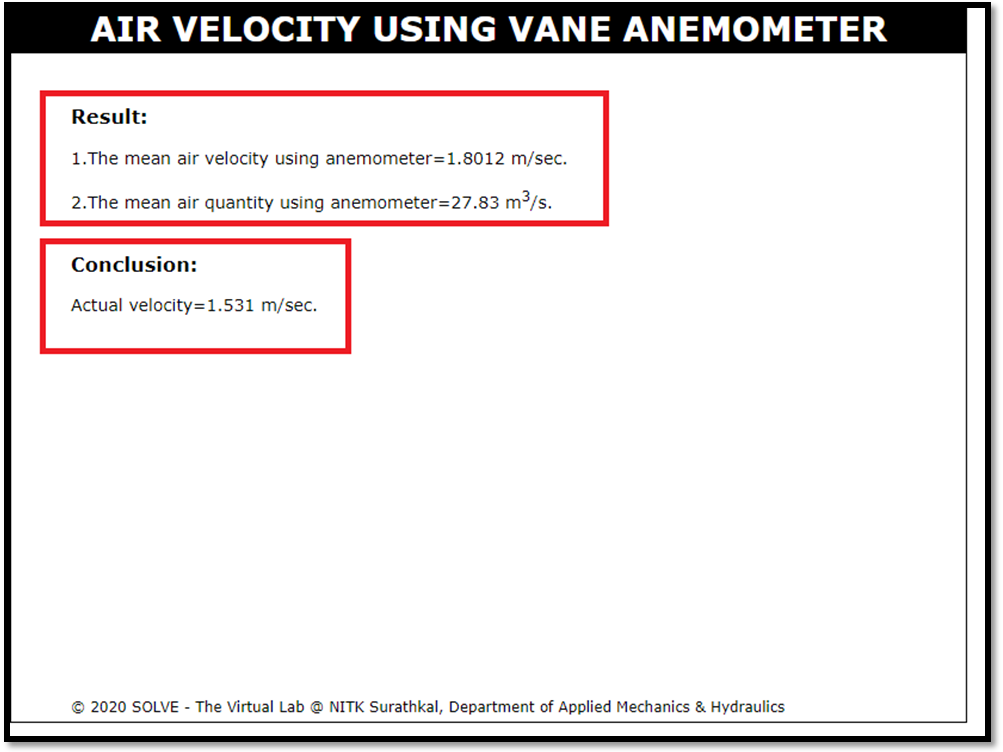 AIR VELOCITY USING VANE ANEMOMETER
Result:
1.The mean air velocity using anemometer=1.8012 m/sec.
2.The mean air quantity using anemometer=27.83 m³/s.
Conclusion:
Actual velocity=1.531 m/sec.
© 2020 SOLVE - The Virtual Lab @ NITK Surathkal, Department of Applied Mechanics & Hydraulics